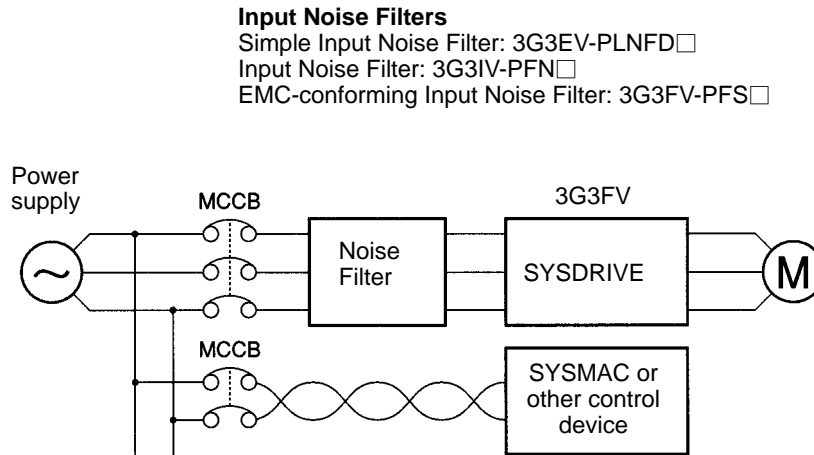 Input Noise Filters
Simple Input Noise Filter: 3G3EV-PLNFD□
Input Noise Filter: 3G3IV-PFN□
EMC-conforming Input Noise Filter: 3G3FV-PFS□
Power
supply
MCCB
3G3FV
Noise
Filter
SYSDRIVE
~
M
MCCB
SYSMAC or
other control
device